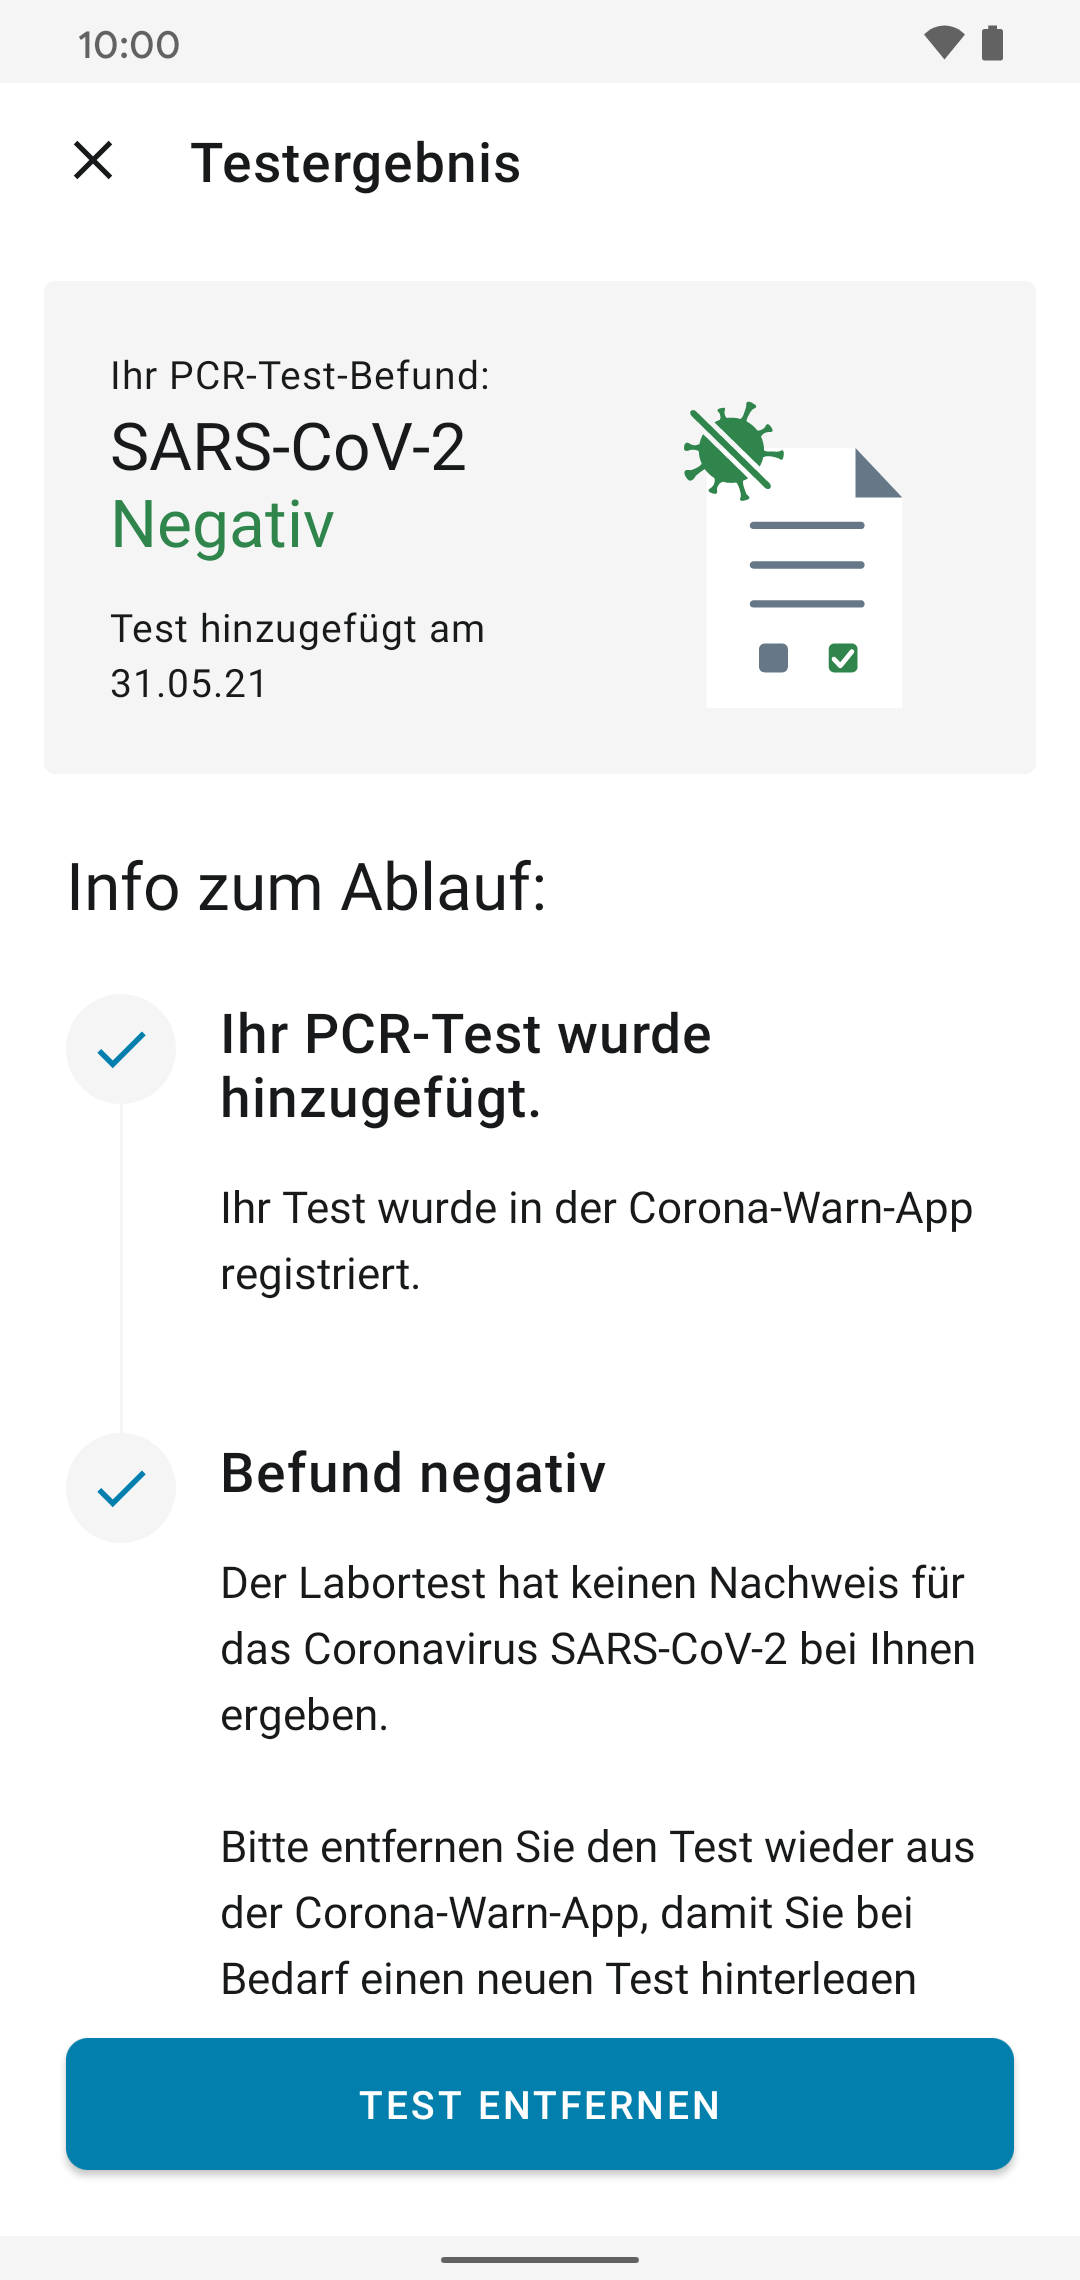 10:00
Testergebnis
Ihr PCR-Test-Befund:
SARS-CoV-2
Negativ
Test hinzugefügt am
31.05.21
Info zum Ablauf:
Ihr PCR-Test wurde
hinzugefügt.
Ihr Test wurde in der Corona-Warn-App
registriert.
Befund negativ
Der Labortest hat keinen Nachweis für
das Coronavirus SARS-CoV-2 bei Ihnen
ergeben.
Bitte entfernen Sie den Test wieder aus
der Corona-Warn-App, damit Sie bei
Bedarf einen neuen Test hinterlegen
TEST ENTFERNEN